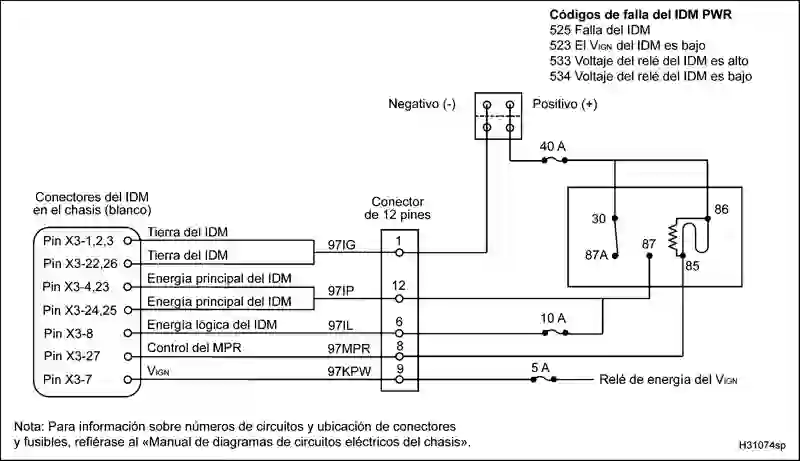 Códigos de falla del IDM PWR
525 Falla del IDM
523 El VIGN del IDM es bajo
533 Voltaje del relé del IDM es alto
534 Voltaje del relé del IDM es bajo
Negativo (-)
Positivo (+)
40 A
Conectores del IDM
en el chasis (blanco)
Conector
de 12 pines
30
86
87A
87
85
Pin X3-1,2,3
Tierra del IDM
97IG
1
Pin X3-22,26
Tierra del IDM
Pin X3-4,23
Energía principal del IDM
97IP
12
Pin X3-24,25
Energía principal del IDM
Pin X3-8
Energía lógica del IDM
97IL
6
10 A
Pin X3-27
Control del MPR
97MPR
8
Pin X3-7
VIGN
97KPW
9
5 A
Relé de energía del VIGN
Nota: Para información sobre números de circuitos y ubicación de conectores
y fusibles, refiérase al «Manual de diagramas de circuitos eléctricos del chasis».
H31074sp